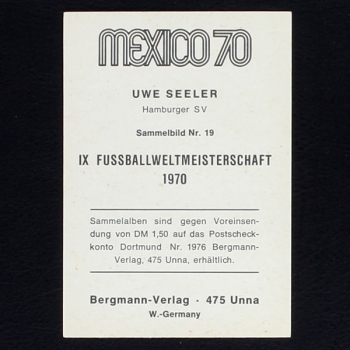 MEXICO 70
UWE SEELER
Hamburger SV
Sammelbild Nr. 19
IX FUSSBALLWELTMEISTERSCHAFT
1970
Sammelalben sind gegen Voreinsen-
dung von DM 1,50 auf das Postscheck-
konto Dortmund Nr. 1976 Bergmann-
Verlag, 475 Unna, erhältlich.
Bergmann-Verlag · 475 Unna
W.-Germany